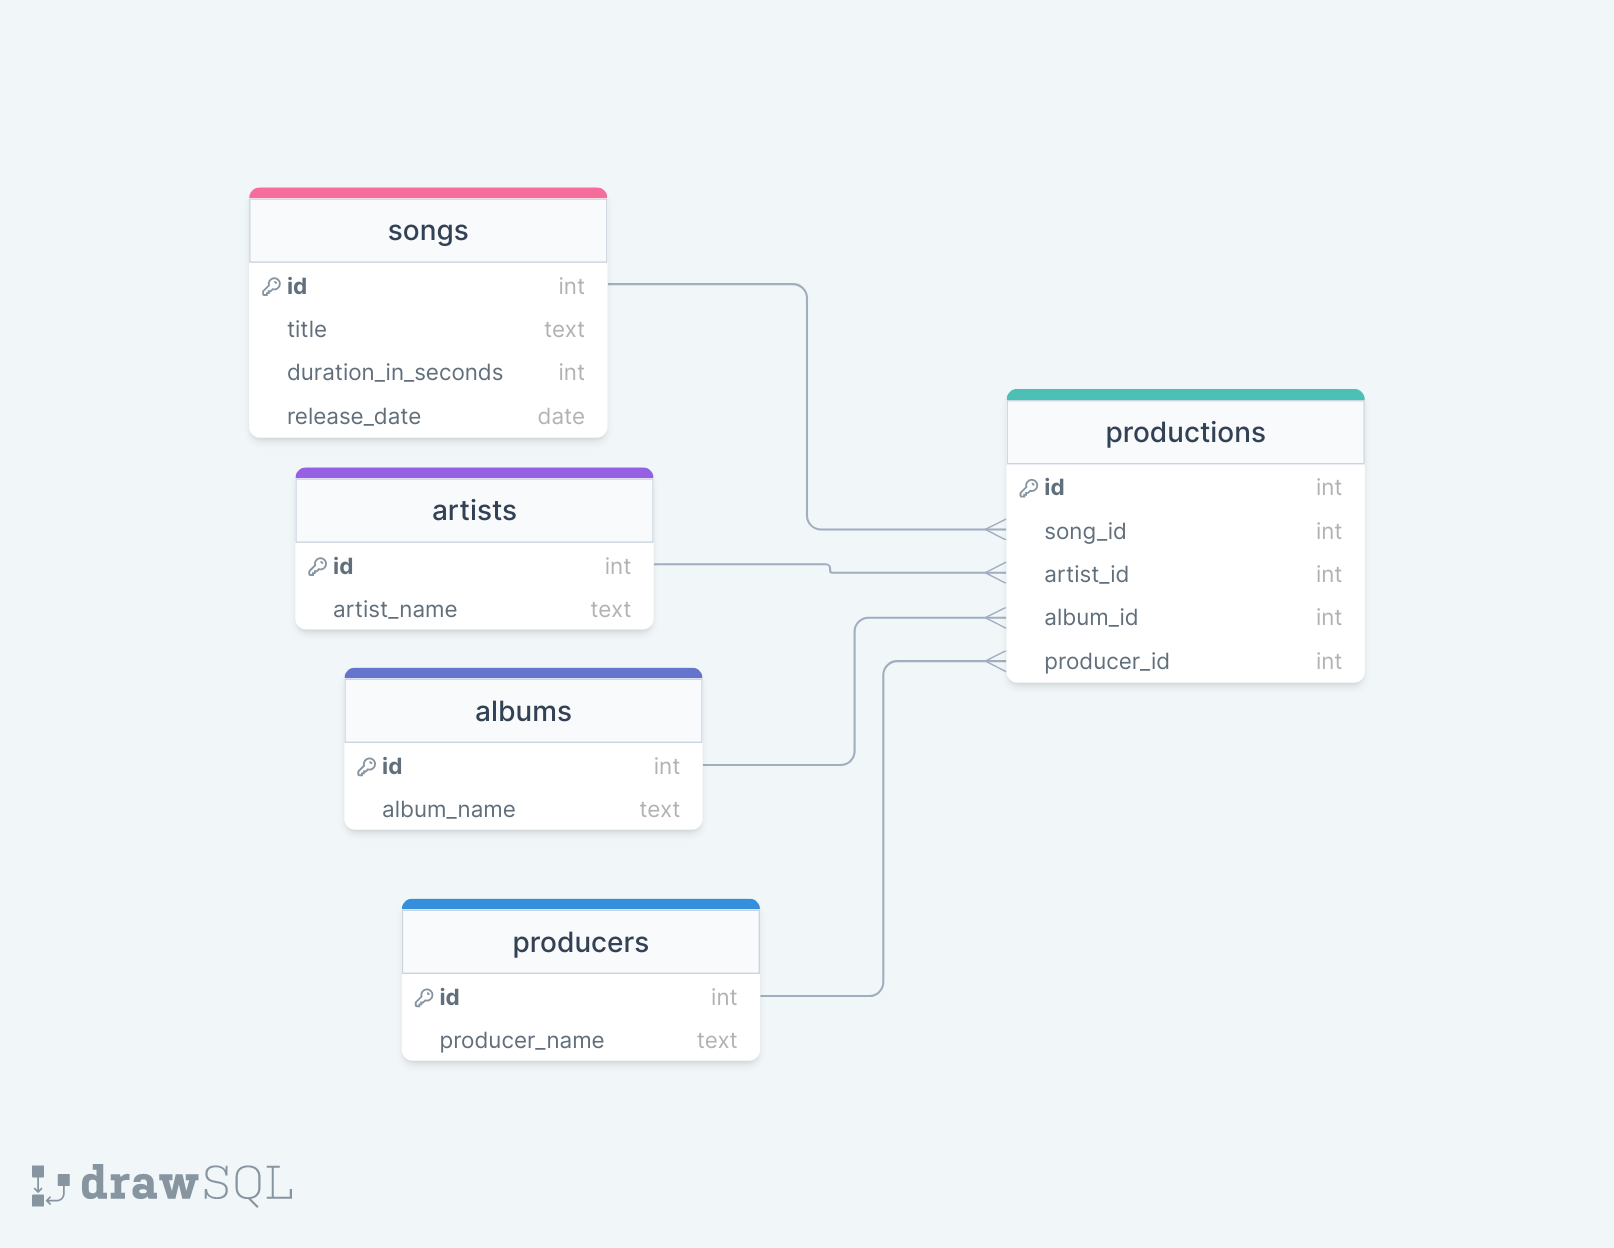 songs
id int
title text
duration_in_seconds int
release_date date
artists
id int
artist_name text
albums
id int
album_name text
producers
id int
producer_name text
productions
id int
song_id int
artist_id int
album_id int
producer_id int
drawSQL